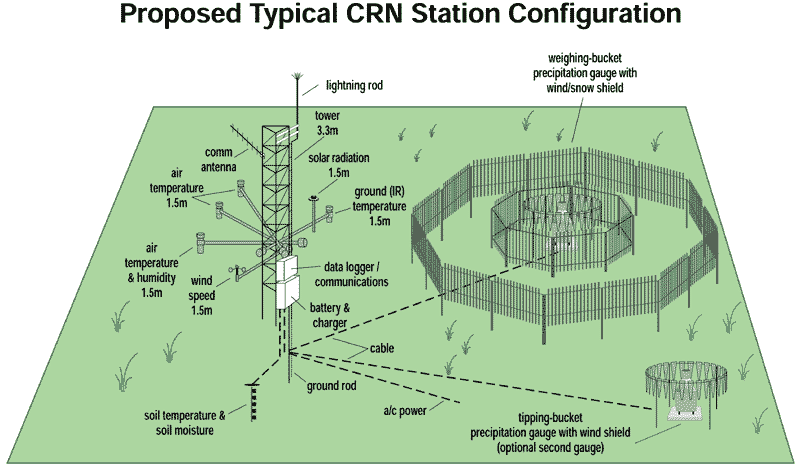 Proposed Typical CRN Station Configuration
weighing-bucket
precipitation gauge with
wind/snow shield
lightning rod
tower
3.3m
comm
antenna
solar radiation
1.5m
air
temperature
1.5m
ground (IR)
temperature
1.5m
air
temperature
& humidity
1.5m
wind
speed
1.5m
data logger /
communications
battery &
charger
cable
ground rod
a/c power
soil temperature &
soil moisture
tipping-bucket
precipitation gauge with wind shield
(optional second gauge)